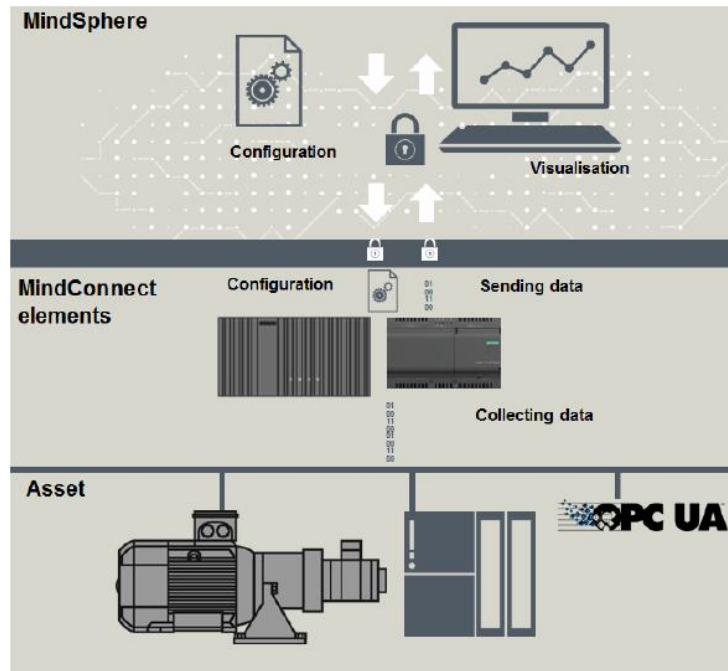 MindSphere
Configuration
Visualisation
MindConnect
elements
Configuration
Sending data
01
00
11
00
Collecting data
01
00
11
00
01
00
11
00
Asset
OPC UA